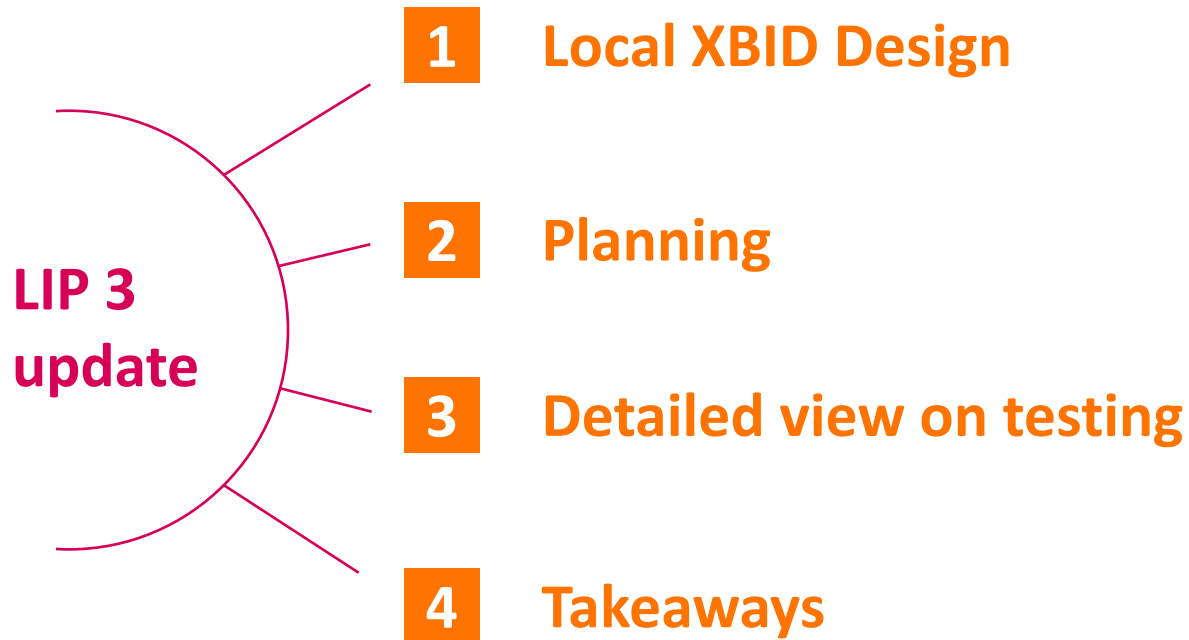 LIP 3
update
1 Local XBID Design
2 Planning
3 Detailed view on testing
4 Takeaways